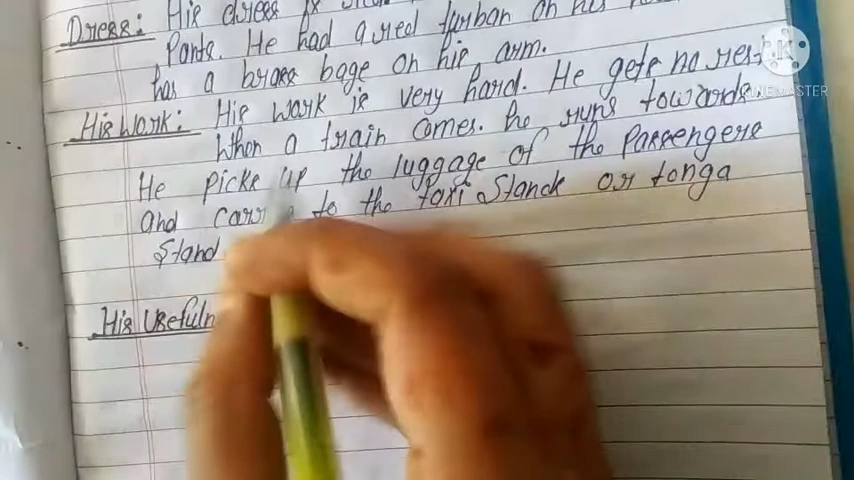 Dress: His dress is
Pants. He had a red turban on his
has a brass bage on his arm.
His work: His work is very hard. He gets no rest
When a train comes. he runs towards
He picks up the luggage of the Passengers
and carr to the taxi Stand or tonga
Stand
His Usefuln
KINEMASTER